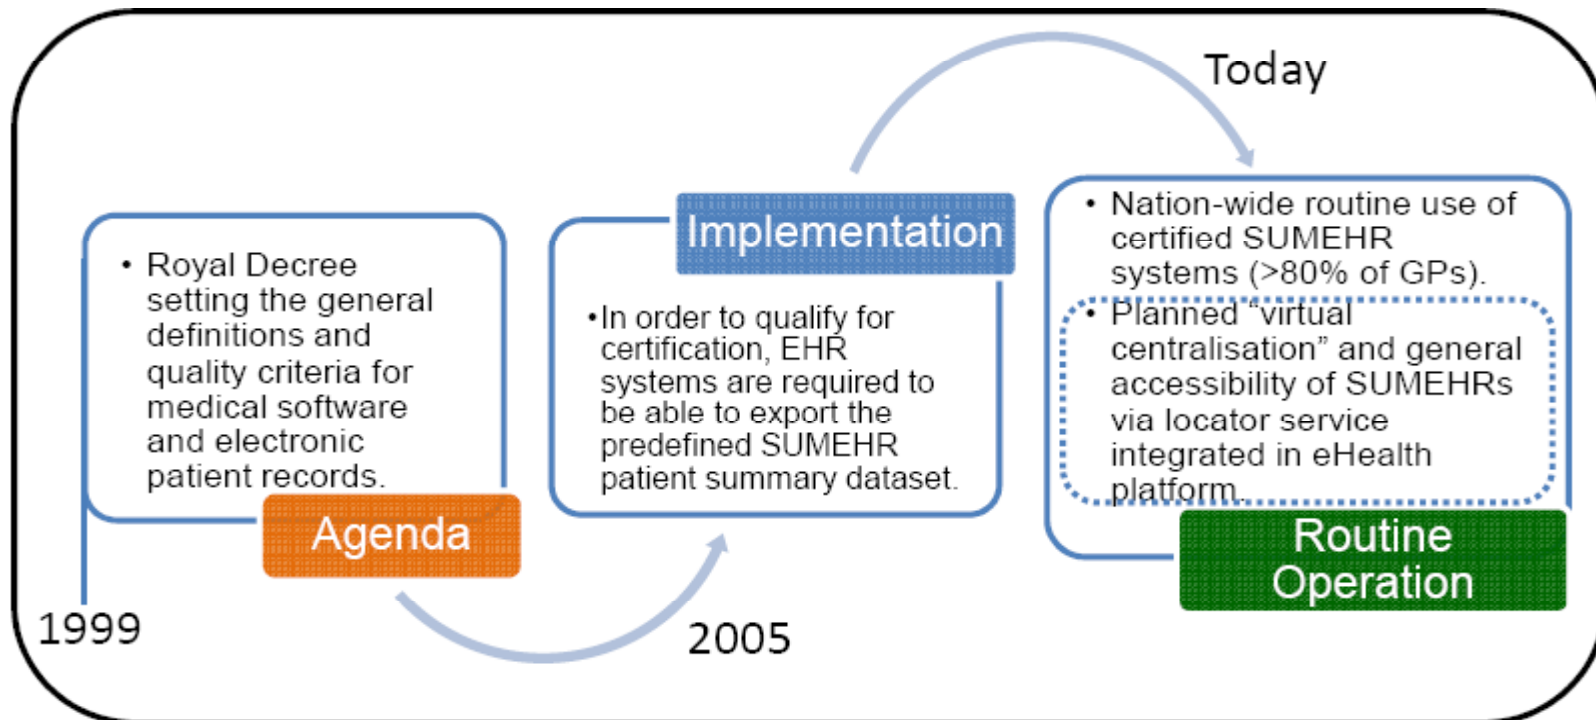 Today
• Royal Decree
setting the general
definitions and
quality criteria for
medical software
and electronic
patient records.
Agenda
1999
Implementation
•In order to qualify for
certification, EHR
systems are required to
be able to export the
predefined SUMEHR
patient summary dataset.
2005
• Nation-wide routine use of
certified SUMEHR
systems (>80% of GPs).
• Planned “virtual
centralisation” and general
accessibility of SUMEHRs
via locator service
integrated in eHealth
platform.
Routine
Operation